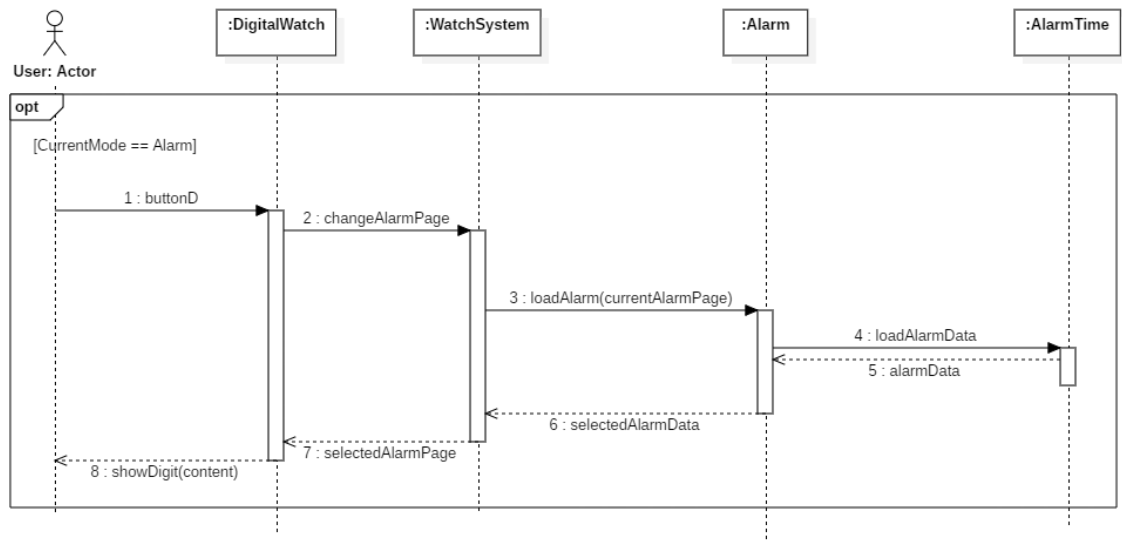 :DigitalWatch
:WatchSystem
:Alarm
:AlarmTime
User: Actor
opt
[CurrentMode == Alarm]
1 : buttonD
2 : changeAlarmPage
3 : loadAlarm(currentAlarmPage)
4 : loadAlarmData
5 : alarmData
6 : selectedAlarmData
7 : selectedAlarmPage
8 : showDigit(content)